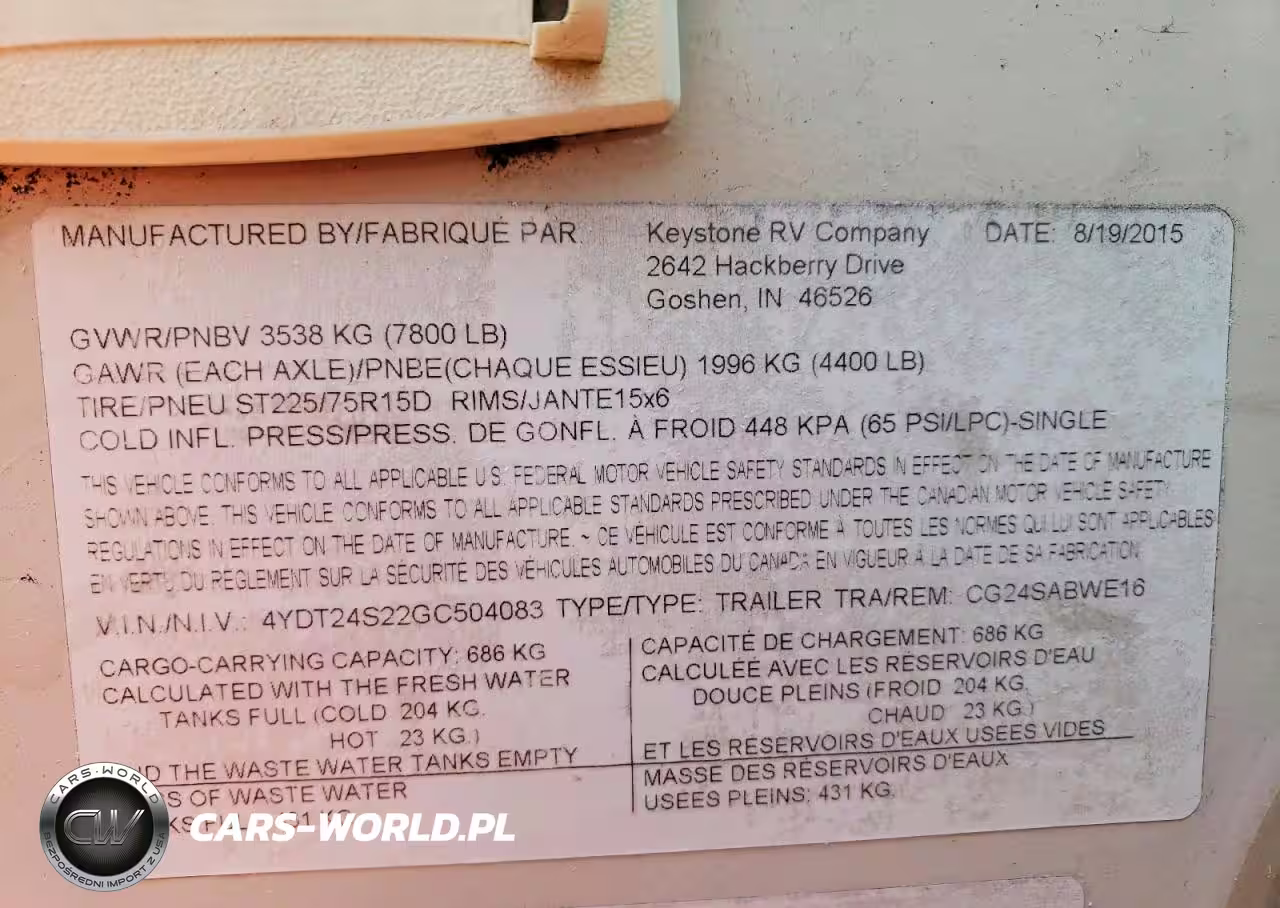 MANUFACTURED BY/FABRIQUÉ PAR Keystone RV Company DATE: 8/19/2015
2642 Hackberry Drive
Goshen, IN 46526
GVWR/PNBV 3538 KG (7800 LB)
GAWR (EACH AXLE)/PNBE(CHAQUE ESSIEU) 1996 KG (4400 LB)
TIRE/PNEU ST225/75R15D RIMS/JANTE15x6
COLD INFL. PRESS/PRESS. DE GONFL. À FROID 448 KPA (65 PSI/LPC)-SINGLE
THIS VEHICLE CONFORMS TO ALL APPLICABLE U.S. FEDERAL MOTOR VEHICLE SAFETY STANDARDS IN EFFECT ON THE DATE OF MANUFACTURE
SHOWN ABOVE. THIS VEHICLE CONFORMS TO ALL APPLICABLE STANDARDS PRESCRIBED UNDER THE CANADIAN MOTOR VEHICLE SAFETY
REGULATIONS IN EFFECT ON THE DATE OF MANUFACTURE. ~ CE VÉHICULE EST CONFORME À TOUTES LES NORMES QUI LUI SONT APPLICABLES
EN VERTU DU RÈGLEMENT SUR LA SÉCURITÉ DES VÉHICULES AUTOMOBILES DU CANADA EN VIGUEUR À LA DATE DE SA FABRICATION
V.I.N./N.I.V.: 4YDT24S22GC504083 TYPE/TYPE: TRAILER TRA/REM: CG24SABWE16
CARGO-CARRYING CAPACITY: 686 KG
CALCULATED WITH THE FRESH WATER
TANKS FULL (COLD 204 KG.
HOT 23 KG.)
THE WASTE WATER TANKS EMPTY
OF WASTE WATER
CAPACITÉ DE CHARGEMENT: 686 KG
CALCULÉE AVEC LES RÉSERVOIRS D'EAU
DOUCE PLEINS (FROID 204 KG.
CHAUD 23 KG.)
ET LES RÉSERVOIRS D'EAUX USÉES VIDES
MASSE DES RÉSERVOIRS D'EAUX
USÉES PLEINS: 431 KG.
CARS-WORLD
CW
BEZPOŚREDNI IMPORT Z USA
CARS-WORLD.PL